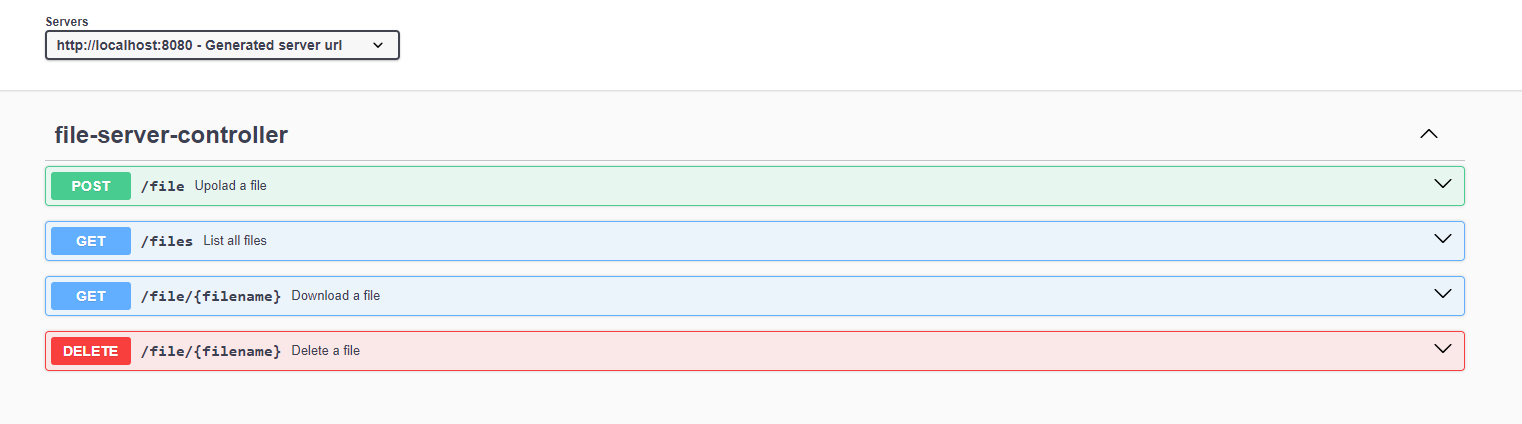 Servers
http://localhost:8080 - Generated server url
file-server-controller
POST /file Upolad a file
GET /files List all files
GET /file/{filename} Download a file
DELETE /file/{filename} Delete a file